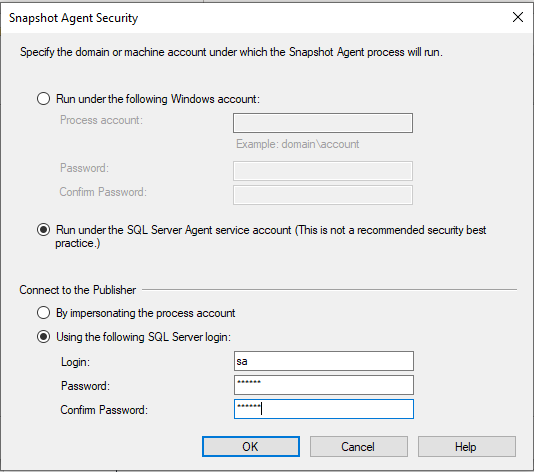 Snapshot Agent Security
Specify the domain or machine account under which the Snapshot Agent process will run.
Run under the following Windows account:
Process account:
Example: domain\account
Password:
Confirm Password:
Run under the SQL Server Agent service account (This is not a recommended security best
practice.)
Connect to the Publisher
By impersonating the process account
Using the following SQL Server login:
Login: sa
Password: ******
Confirm Password: ******
OK Cancel Help